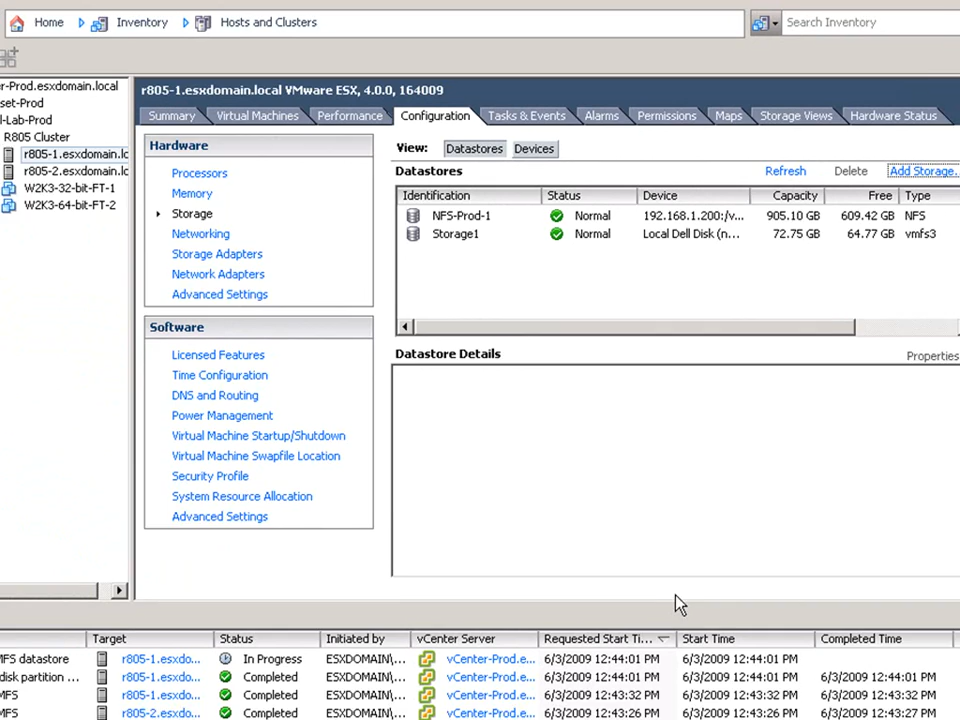 Home Inventory Hosts and Clusters Search Inventory
r-Prod.esxdomain.local
set-Prod
l-Lab-Prod
R805 Cluster
r805-1.esxdomain.lc
r805-2.esxdomain.lc
W2K3-32-bit-FT-1
W2K3-64-bit-FT-2
r805-1.esxdomain.local VMware ESX, 4.0.0, 164009
Summary Virtual Machines Performance Configuration Tasks & Events Alarms Permissions Maps Storage Views Hardware Status
Hardware
Processors
Memory
Storage
Networking
Storage Adapters
Network Adapters
Advanced Settings
Software
Licensed Features
Time Configuration
DNS and Routing
Power Management
Virtual Machine Startup/Shutdown
Virtual Machine Swapfile Location
Security Profile
System Resource Allocation
Advanced Settings
View: Datastores Devices
Datastores Refresh Delete Add Storage..
Identification Status Device Capacity Free Type
NFS-Prod-1 Normal 192.168.1.200:/v... 905.10 GB 609.42 GB NFS
Storage1 Normal Local Dell Disk (n... 72.75 GB 64.77 GB vmfs3
Datastore Details Properties
Target Status Initiated by vCenter Server Requested Start Ti... Start Time Completed Time
MFS datastore r805-1.esxdo... In Progress ESXDOMAIN\... vCenter-Prod.e... 6/3/2009 12:44:01 PM 6/3/2009 12:44:01 PM
disk partition ... r805-1.esxdo... Completed ESXDOMAIN\... vCenter-Prod.e... 6/3/2009 12:44:01 PM 6/3/2009 12:44:01 PM 6/3/2009 12:44:01 PM
MFS r805-1.esxdo... Completed ESXDOMAIN\... vCenter-Prod.e... 6/3/2009 12:43:32 PM 6/3/2009 12:43:32 PM 6/3/2009 12:43:32 PM
MFS r805-2.esxdo... Completed ESXDOMAIN\... vCenter-Prod.e... 6/3/2009 12:43:26 PM 6/3/2009 12:43:26 PM 6/3/2009 12:43:27 PM